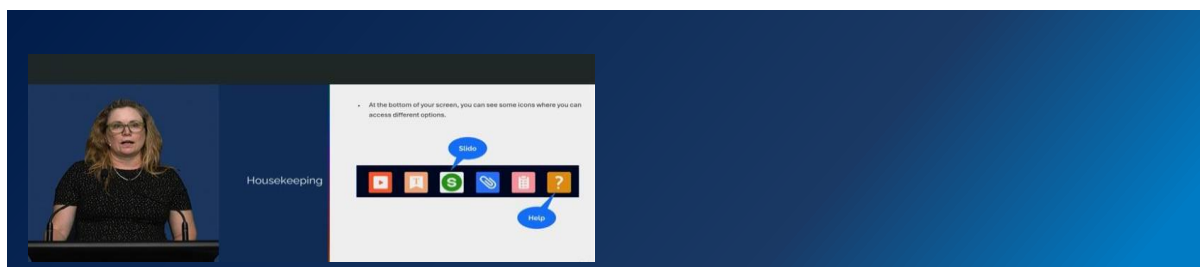 Housekeeping
• At the bottom of your screen, you can see some icons where you can
access different options.
Slido
S
?
Help